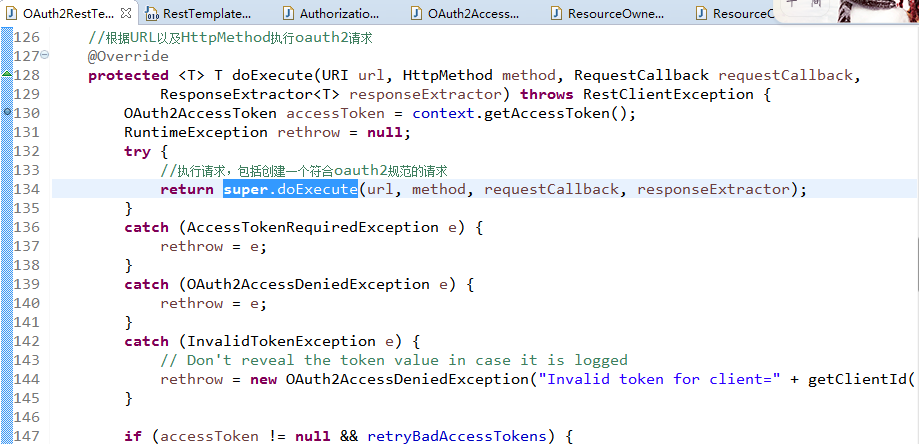 OAuth2RestTe... RestTemplate... Authorizatio... OAuth2Access... ResourceOwne... ResourceC
126 //根据URL以及HttpMethod执行oauth2请求
127 @Override
128 protected <T> T doExecute(URI url, HttpMethod method, RequestCallback requestCallback,
129 ResponseExtractor<T> responseExtractor) throws RestClientException {
130 OAuth2AccessToken accessToken = context.getAccessToken();
131 RuntimeException rethrow = null;
132 try {
133 //执行请求，包括创建一个符合oauth2规范的请求
134 return super.doExecute(url, method, requestCallback, responseExtractor);
135 }
136 catch (AccessTokenRequiredException e) {
137 rethrow = e;
138 }
139 catch (OAuth2AccessDeniedException e) {
140 rethrow = e;
141 }
142 catch (InvalidTokenException e) {
143 // Don't reveal the token value in case it is logged
144 rethrow = new OAuth2AccessDeniedException("Invalid token for client=" + getClientId(
145 }
146
147 if (accessToken != null && retryBadAccessTokens) {